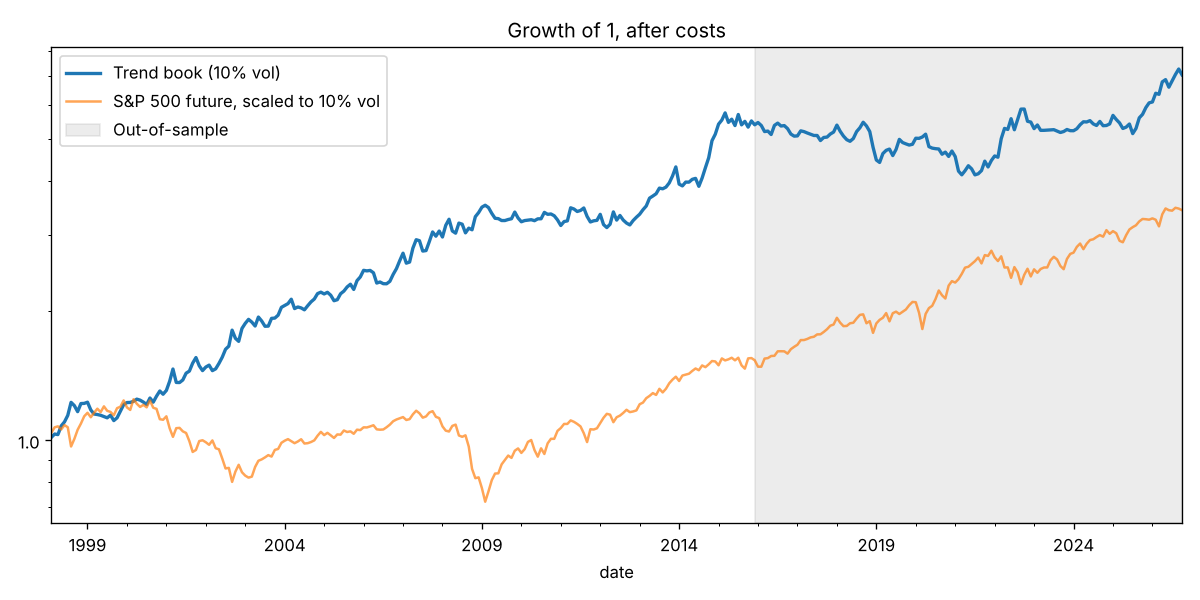 Growth of 1, after costs
Trend book (10% vol)
S&P 500 future, scaled to 10% vol
Out-of-sample
1.0
1999 2004 2009 2014 2019 2024
date